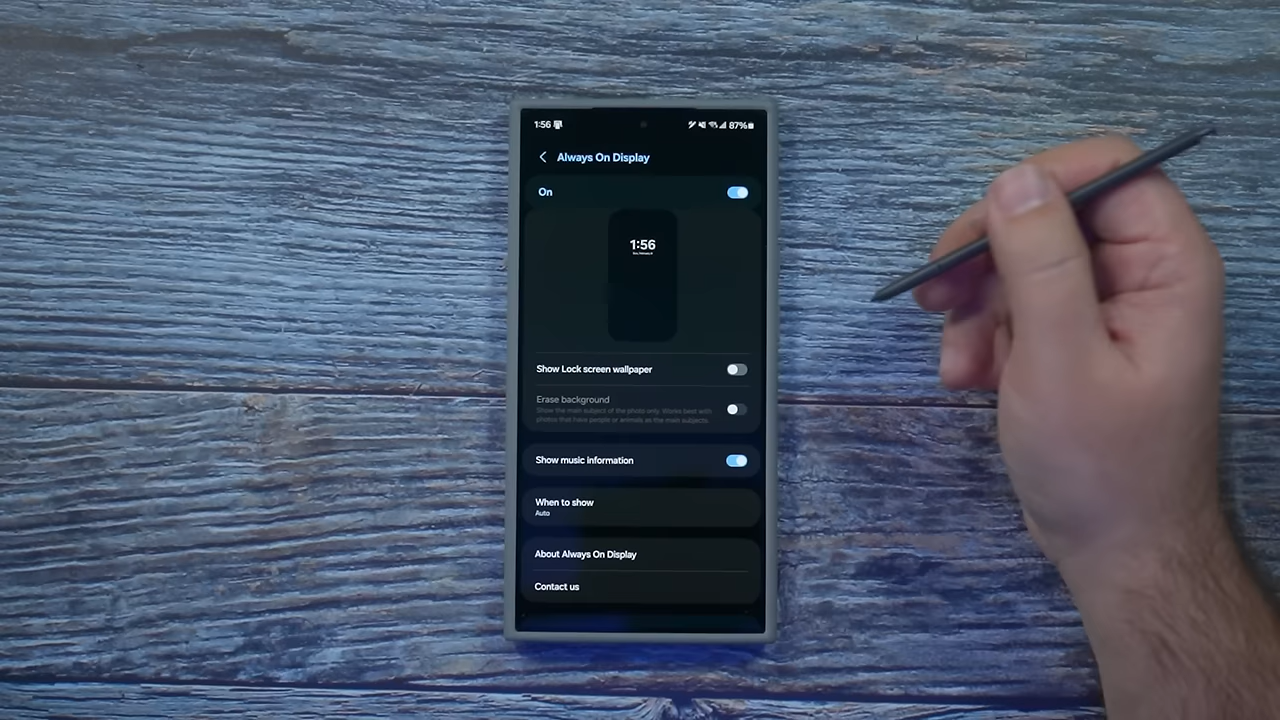 1:56
87%
Always On Display
On
1:56
Show Lock screen wallpaper
Erase background
Show the main subject of the photo only. Works best with
photos that have people or animals as the main subjects.
Show music information
When to show
Auto
About Always On Display
Contact us